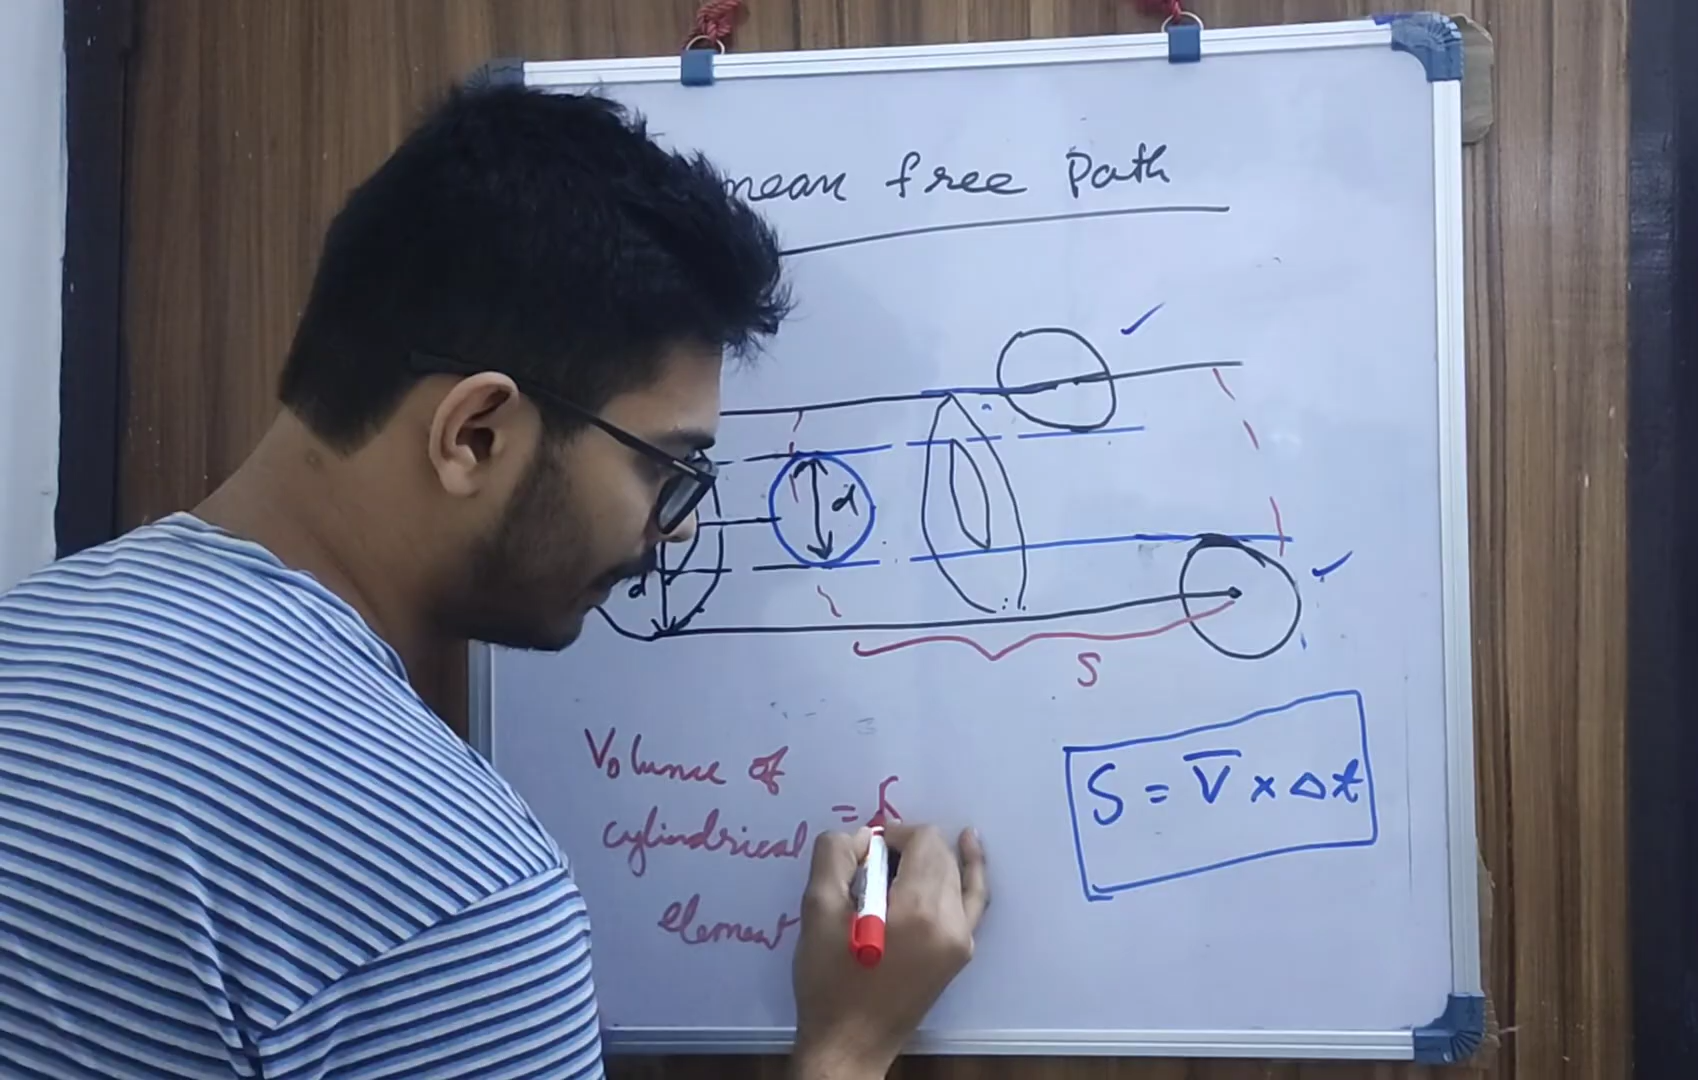 mean free Path
d
d
S
Volume of
cylindrical =
element
S = V̅ x Δt